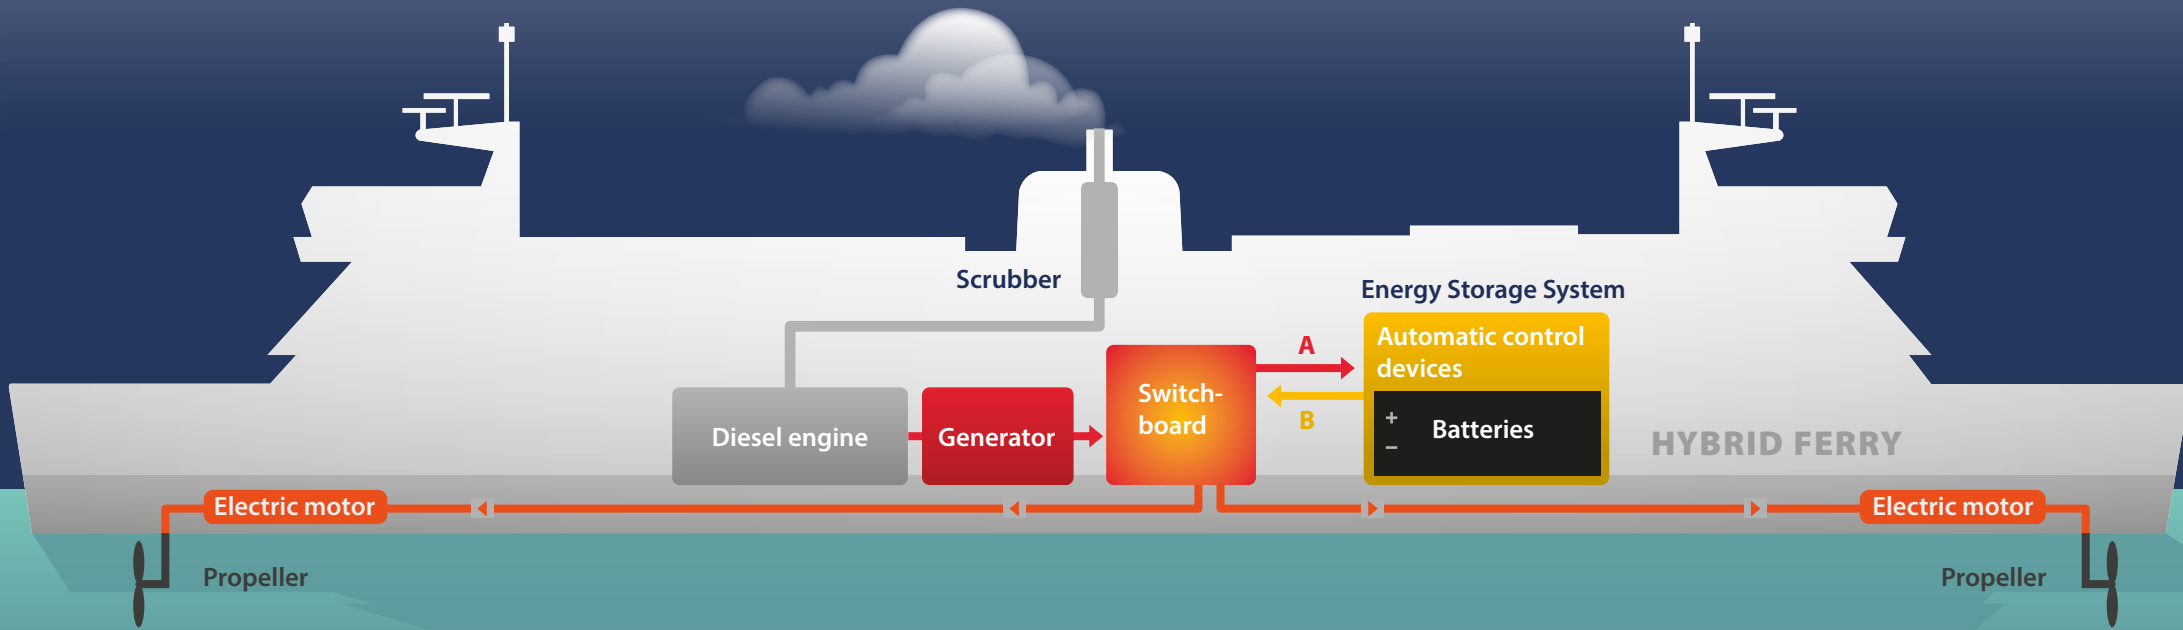 Scrubber
Energy Storage System
Automatic control
devices
A
Switch-
board
B
+
Batteries
–
Diesel engine
Generator
HYBRID FERRY
Electric motor
Electric motor
Propeller
Propeller